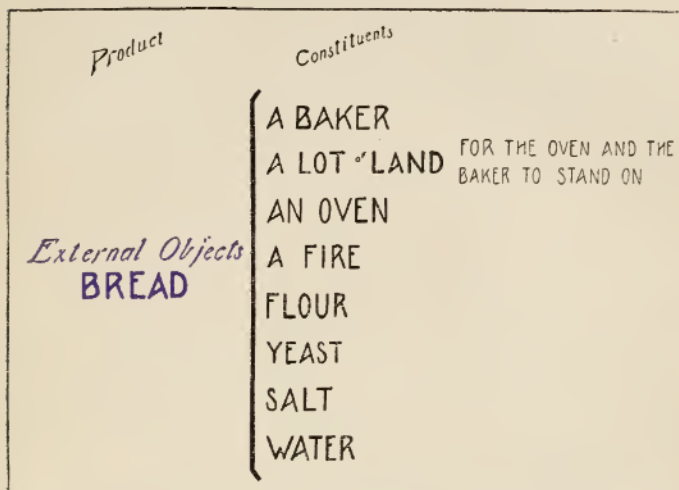 Product
Constituents
A BAKER
A LOT of LAND
FOR THE OVEN AND THE
BAKER TO STAND ON
AN OVEN
External Objects
BREAD
A FIRE
FLOUR
YEAST
SALT
WATER